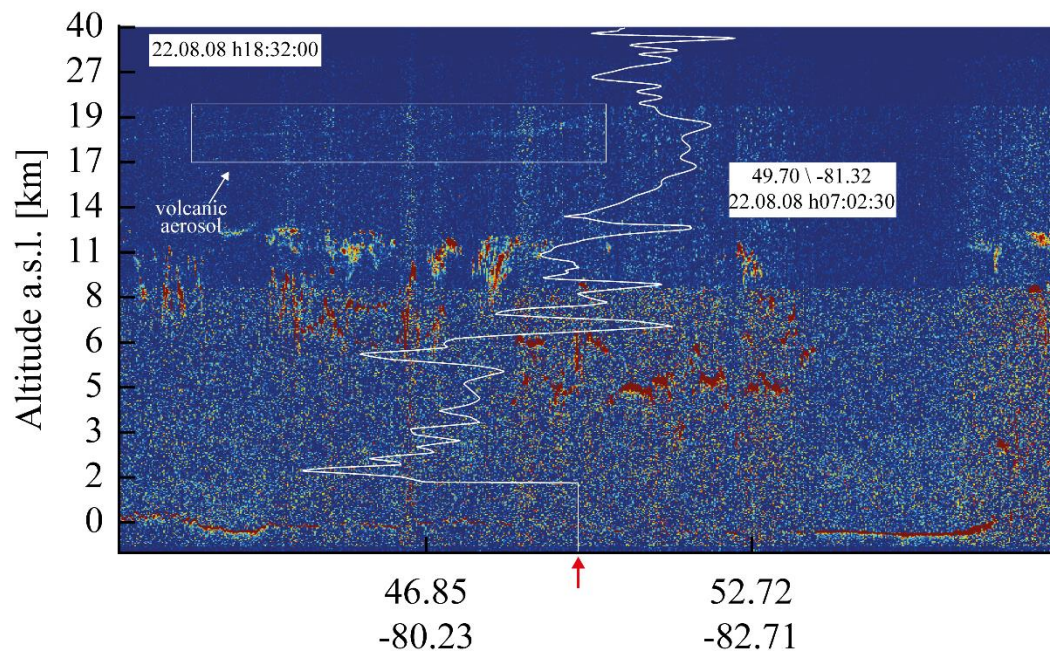 40
22.08.08 h18:32:00
27
19
17
49.70 \ -81.32
22.08.08 h07:02:30
14
volcanic
aerosol
11
8
6
5
3
2
0
Altitude a.s.l. [km]
46.85 52.72
-80.23 -82.71